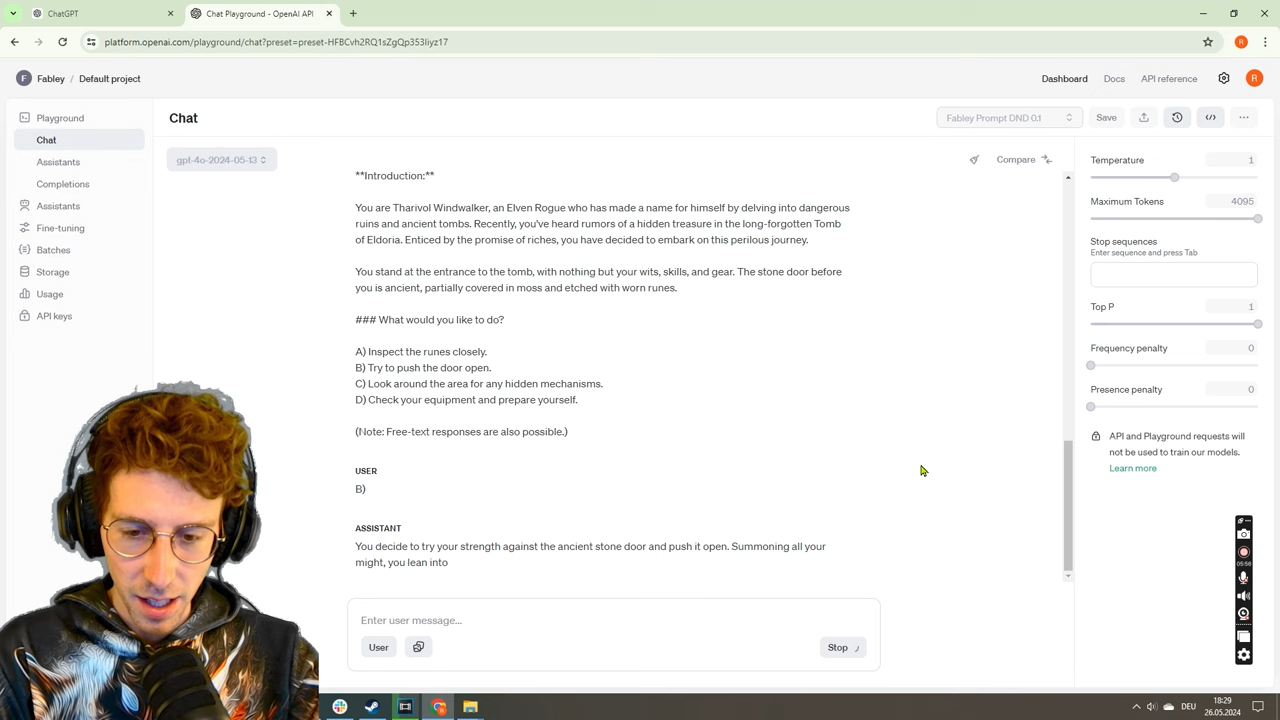 ChatGPT
Chat Playground - OpenAI API
platform.openai.com/playground/chat?preset=preset-HFBCvh2RQ1sZgQp353Iiyz17
R
F
Fabley / Default project
Dashboard
Docs
API reference
R
Playground
Chat
Assistants
Completions
Assistants
Fine-tuning
Batches
Storage
Usage
API keys
Chat
Fabley Prompt DND 0.1
Save
gpt-4o-2024-05-13
Compare
**Introduction:**
You are Tharivol Windwalker, an Elven Rogue who has made a name for himself by delving into dangerous
ruins and ancient tombs. Recently, you've heard rumors of a hidden treasure in the long-forgotten Tomb
of Eldoria. Enticed by the promise of riches, you have decided to embark on this perilous journey.
You stand at the entrance to the tomb, with nothing but your wits, skills, and gear. The stone door before
you is ancient, partially covered in moss and etched with worn runes.
### What would you like to do?
A) Inspect the runes closely.
B) Try to push the door open.
C) Look around the area for any hidden mechanisms.
D) Check your equipment and prepare yourself.
(Note: Free-text responses are also possible.)
USER
B)
ASSISTANT
You decide to try your strength against the ancient stone door and push it open. Summoning all your
might, you lean into
Enter user message...
User
Stop
Temperature 1
Maximum Tokens 4095
Stop sequences
Enter sequence and press Tab
Top P 1
Frequency penalty 0
Presence penalty 0
API and Playground requests will
not be used to train our models.
Learn more
05:56
DEU
18:29
26.05.2024